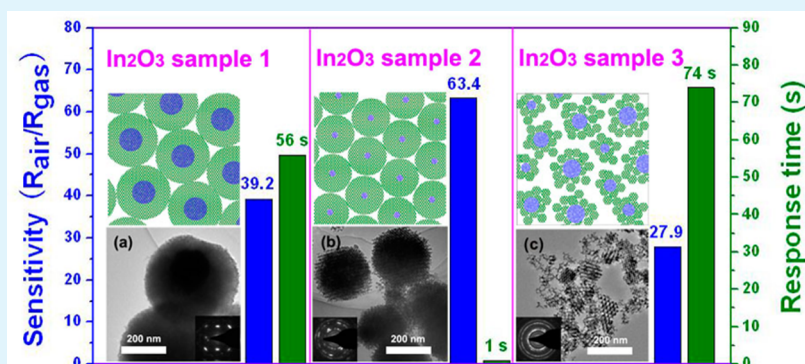 Sensitivity (Rair/Rgas)
80
70
60
50
40
30
20
10
0
In2O3 sample 1
39.2
56 s
(a)
200 nm
In2O3 sample 2
63.4
1 s
(b)
200 nm
In2O3 sample 3
27.9
74 s
(c)
200 nm
90
80
70
60
50
40
30
20
10
0
Response time (s)